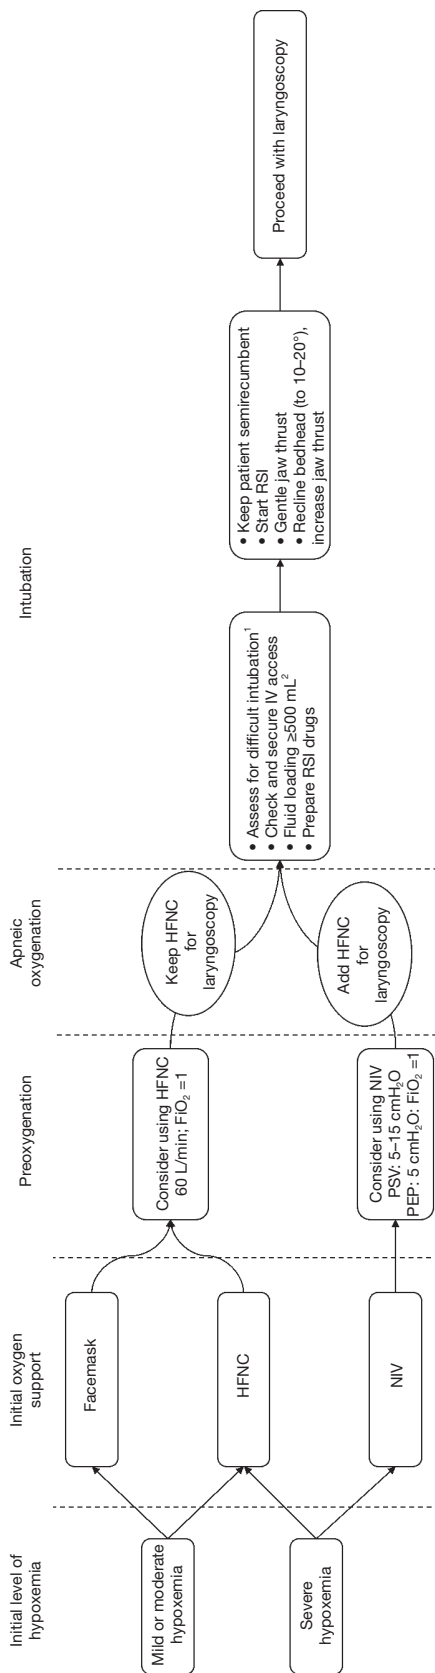 Initial level of
hypoxemia
Initial oxygen
support
Preoxygenation
Apneic
oxygenation
Intubation
Mild or moderate
hypoxemia
Severe
hypoxemia
Facemask
HFNC
NIV
Consider using HFNC
60 L/min; FiO₂ =1
Consider using NIV
PSV: 5–15 cmH₂O
PEP: 5 cmH₂O: FiO₂ =1
Keep HFNC
for
laryngoscopy
Add HFNC
for
laryngoscopy
• Assess for difficult intubation¹
• Check and secure IV access
• Fluid loading ≥500 mL²
• Prepare RSI drugs
• Keep patient semirecumbent
• Start RSI
• Gentle jaw thrust
• Recline bedhead (to 10–20°),
increase jaw thrust
Proceed with laryngoscopy